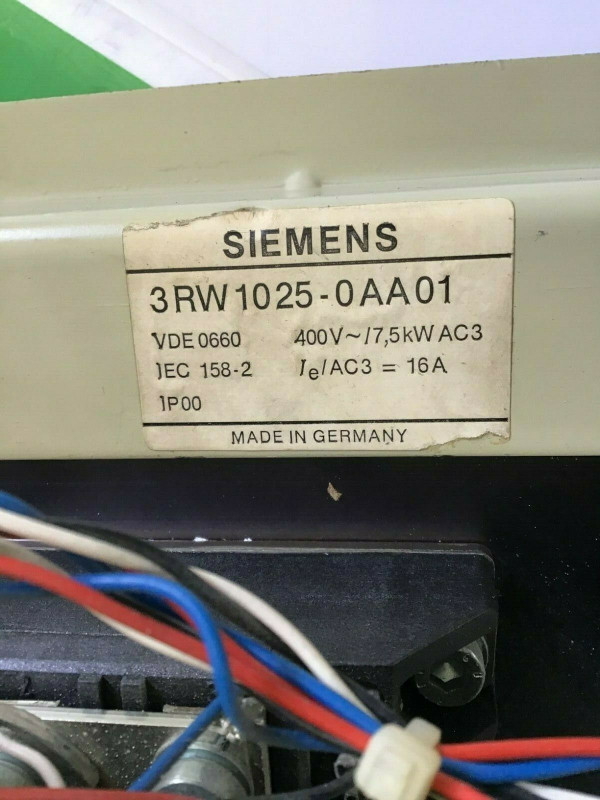 SIEMENS
3RW1025-0AA01
VDE 0660 400V~/7,5kW AC3
IEC 158-2 Ie/AC3 = 16A
IP00
MADE IN GERMANY